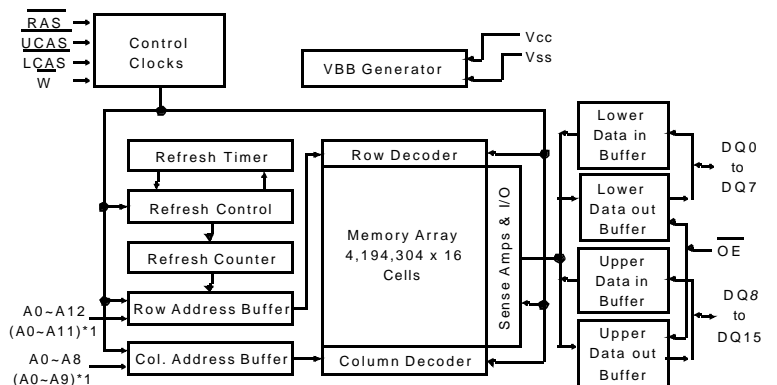 RAS
UCAS
LCAS
W
Control
Clocks
VBB Generator
Vcc
Vss
Refresh Timer
Refresh Control
Refresh Counter
Row Address Buffer
Col. Address Buffer
A0~A12
(A0~A11)*1
A0~A8
(A0~A9)*1
Row Decoder
Memory Array
4,194,304 x 16
Cells
Column Decoder
Sense Amps & I/O
Lower
Data in
Buffer
Lower
Data out
Buffer
Upper
Data in
Buffer
Upper
Data out
Buffer
DQ0
to
DQ7
OE
DQ8
to
DQ15